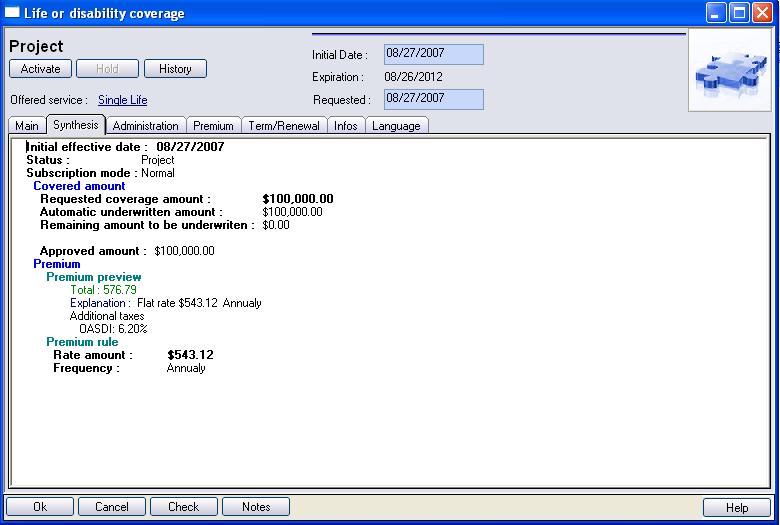 Life or disability coverage
Project
Activate Hold History
Initial Date : 08/27/2007
Expiration : 08/26/2012
Requested : 08/27/2007
Offered service : Single Life
Main Synthesis Administration Premium Term/Renewal Infos Language
Initial effective date : 08/27/2007
Status : Project
Subscription mode : Normal
Covered amount
Requested coverage amount : $100,000.00
Automatic underwritten amount : $100,000.00
Remaining amount to be underwriten : $0.00
Approved amount : $100,000.00
Premium
Premium preview
Total : 576.79
Explanation : Flat rate $543.12 Annualy
Additional taxes
OASDI: 6.20%
Premium rule
Rate amount : $543.12
Frequency : Annualy
Ok Cancel Check Notes Help